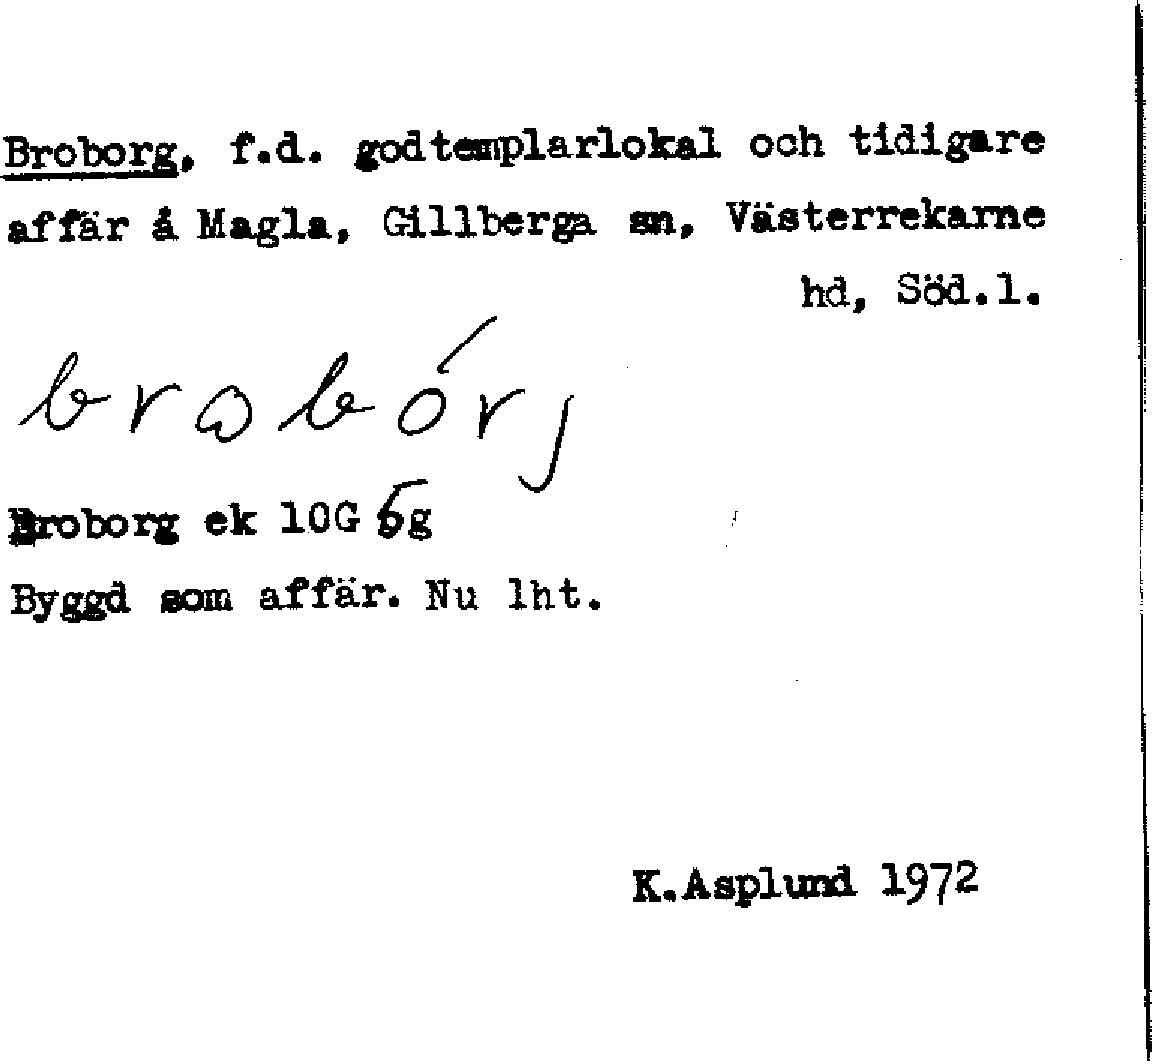 Broborg, f.d. godtemplarlokal och tidigare
affär å Magla, Gillberga sn, Västerrekarne
hd, Söd.l.
brωbórj
Broborg ek 10G 5g
Byggd som affär. Nu lht.
K.Asplund 1972